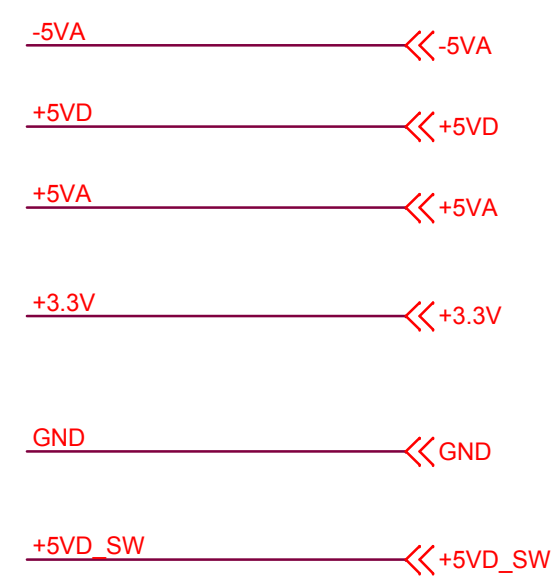 -5VA
-5VA
+5VD
+5VD
+5VA
+5VA
+3.3V
+3.3V
GND
GND
+5VD_SW
+5VD_SW